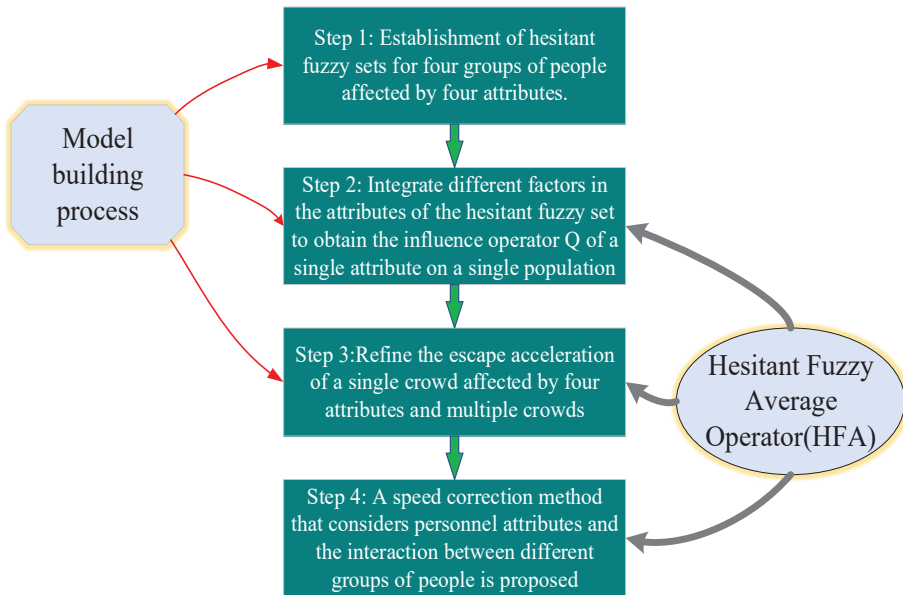 Step 1: Establishment of hesitant
fuzzy sets for four groups of people
affected by four attributes.
Model
building
process
Step 2: Integrate different factors in
the attributes of the hesitant fuzzy set
to obtain the influence operator Q of a
single attribute on a single population
Step 3:Refine the escape acceleration
of a single crowd affected by four
attributes and multiple crowds
Hesitant Fuzzy
Average
Operator(HFA)
Step 4: A speed correction method
that considers personnel attributes and
the interaction between different
groups of people is proposed